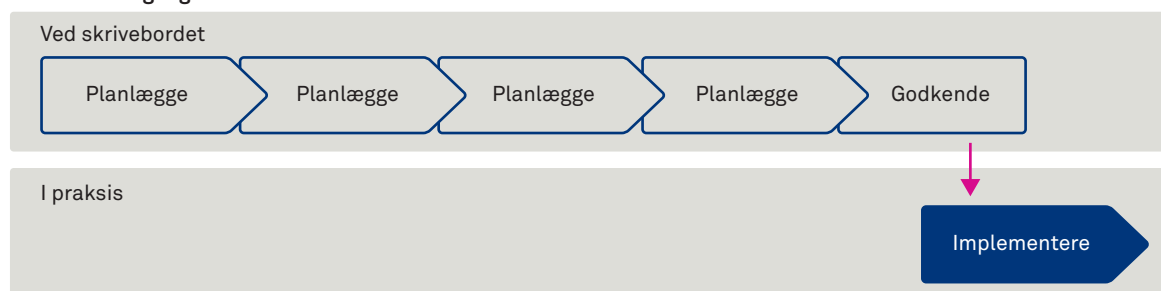 Ved skrivebordet
Planlægge
Planlægge
Planlægge
Planlægge
Godkende
I praksis
Implementere